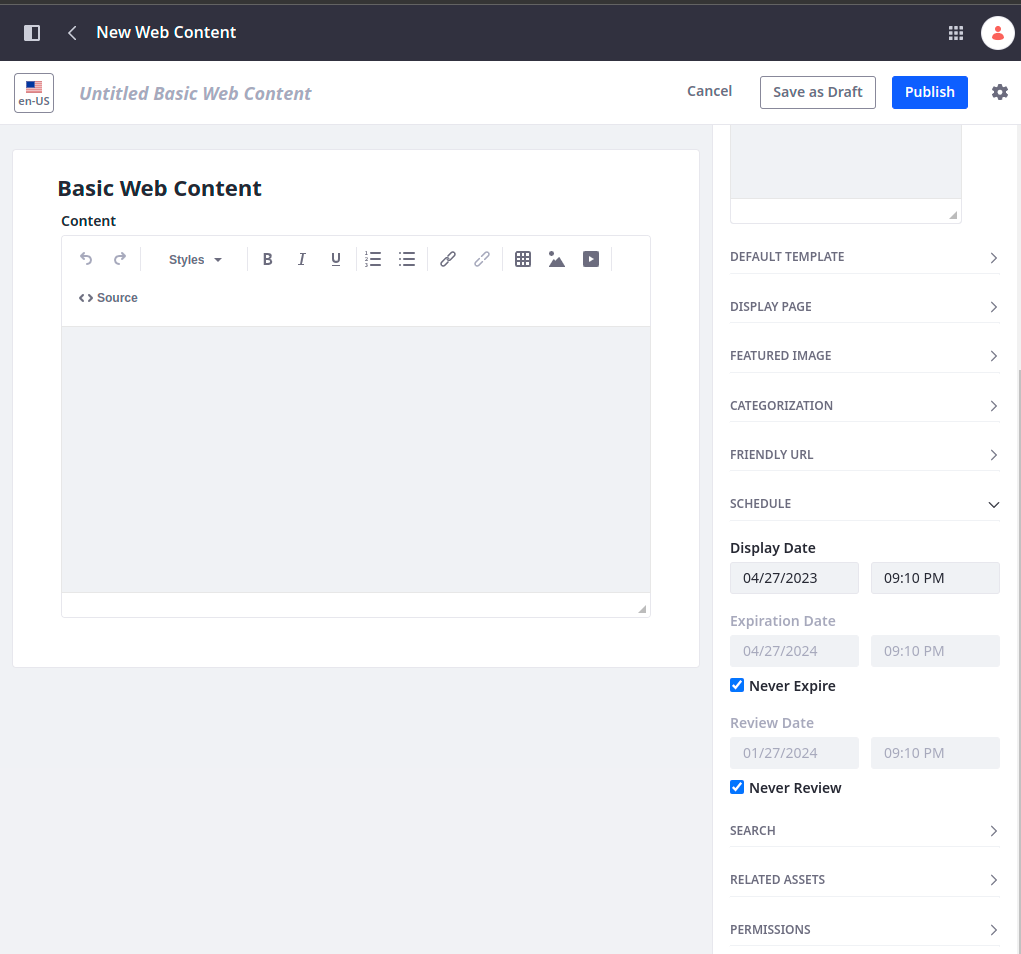 New Web Content
en-US
Untitled Basic Web Content
Cancel
Save as Draft
Publish
Basic Web Content
Content
Styles
B I U
Source
DEFAULT TEMPLATE
DISPLAY PAGE
FEATURED IMAGE
CATEGORIZATION
FRIENDLY URL
SCHEDULE
Display Date
04/27/2023 09:10 PM
Expiration Date
04/27/2024 09:10 PM
Never Expire
Review Date
01/27/2024 09:10 PM
Never Review
SEARCH
RELATED ASSETS
PERMISSIONS